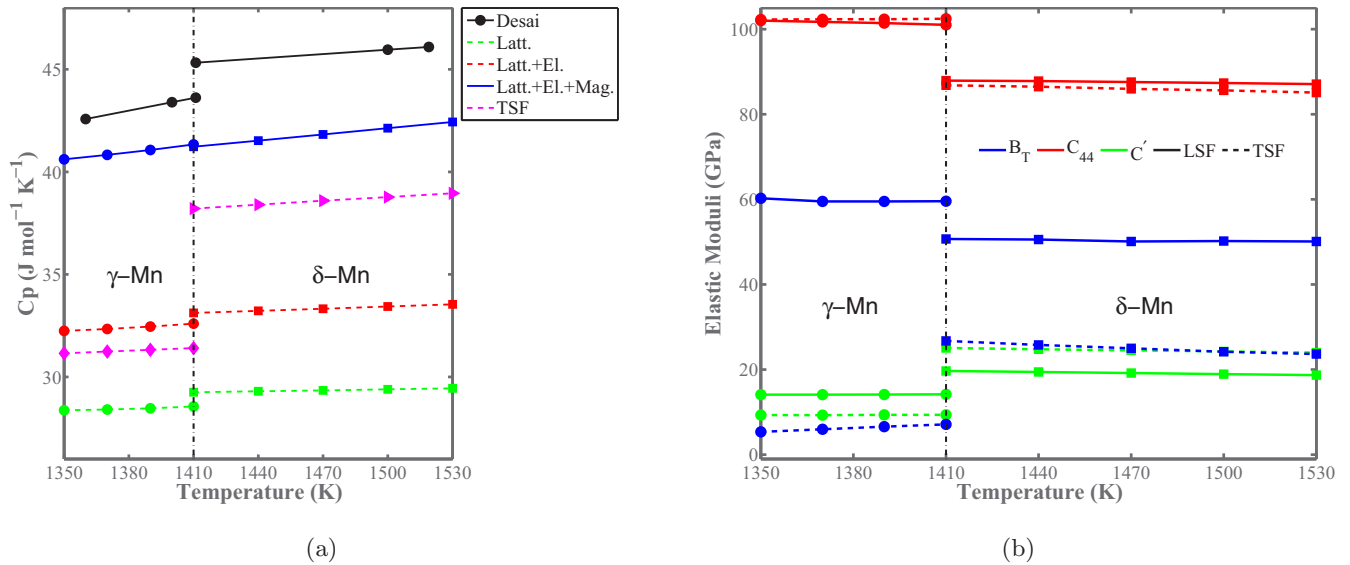 Cp (J mol⁻¹ K⁻¹)
45
40
35
30
1350 1380 1410 1440 1470 1500 1530
Temperature (K)
γ−Mn
δ−Mn
Desai
Latt.
Latt.+El.
Latt.+El.+Mag.
TSF
(a)
Elastic Moduli (GPa)
100
80
60
40
20
0
B_T C_44 C′ LSF TSF
γ−Mn
δ−Mn
1350 1380 1410 1440 1470 1500 1530
Temperature (K)
(b)